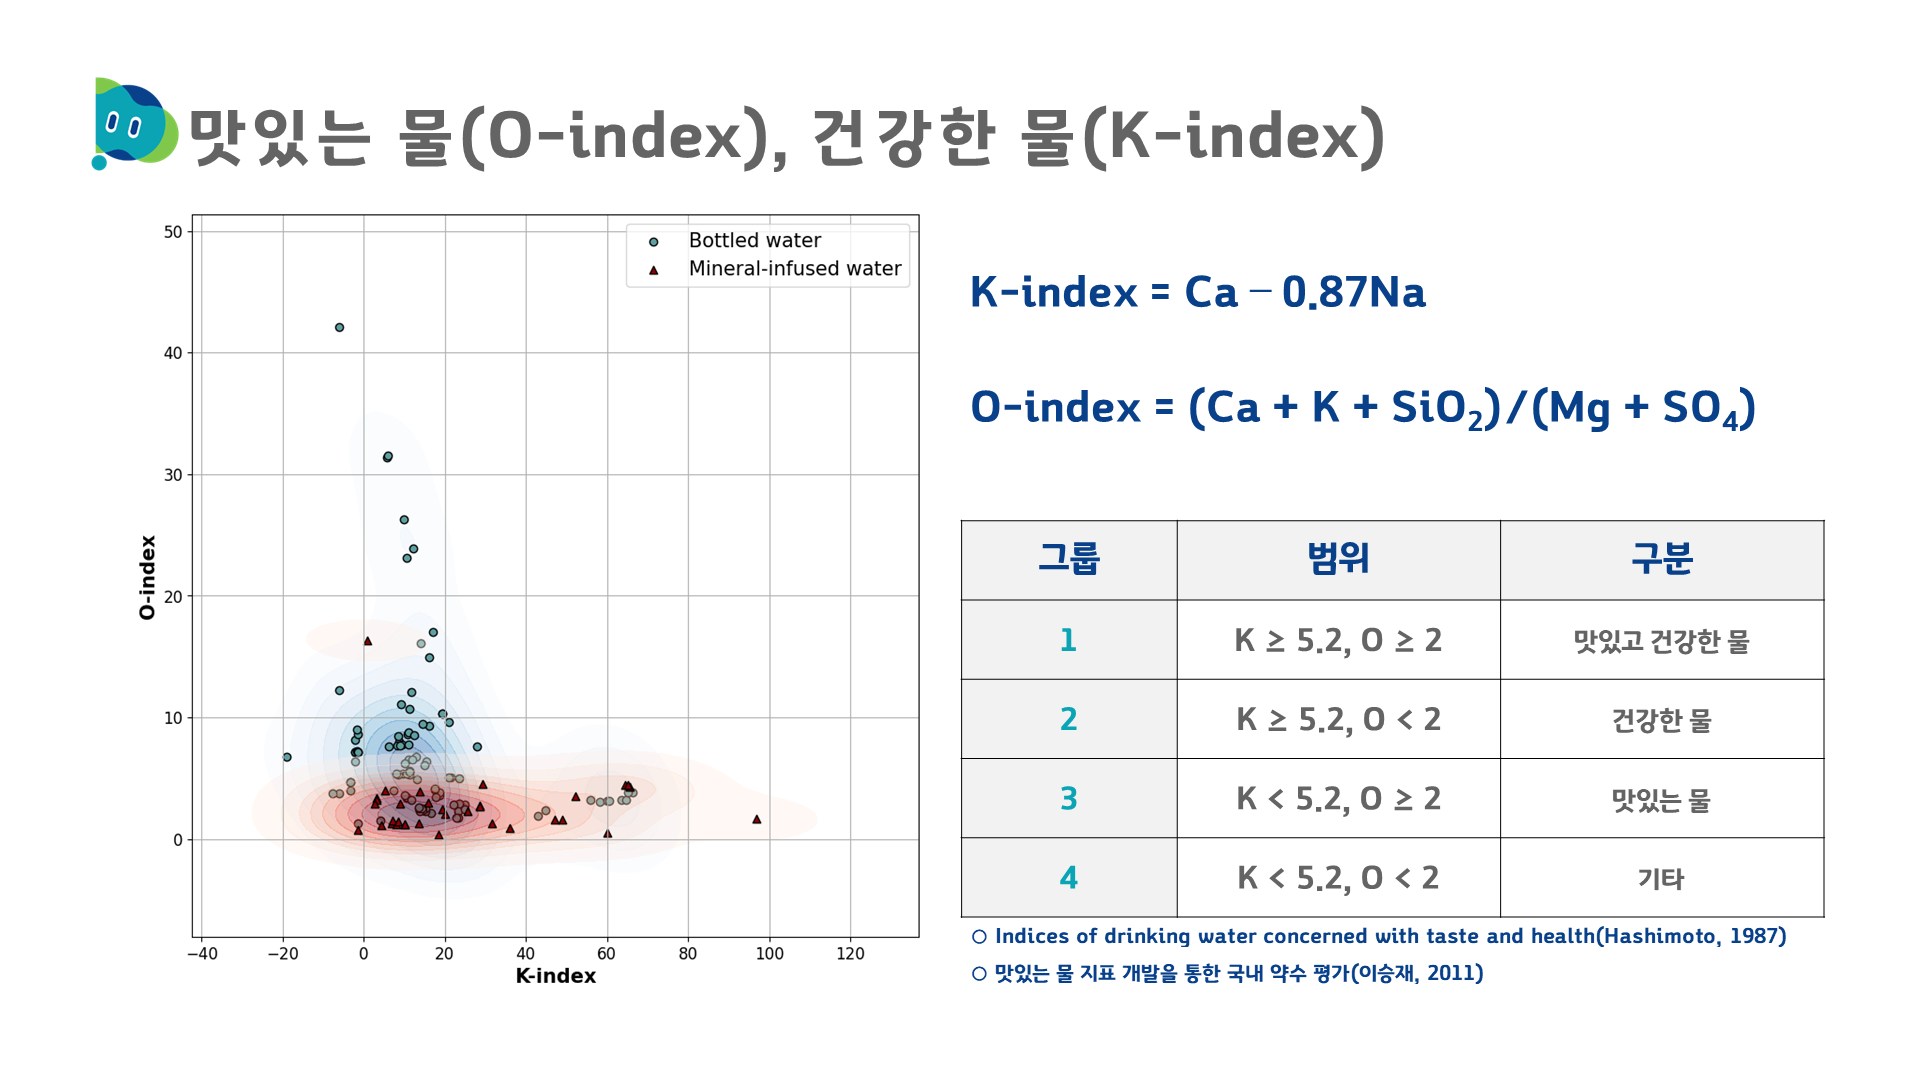 맛있는 물(O-index), 건강한 물(K-index)
50
40
30
20
10
0
O-index
−40 −20 0 20 40 60 80 100 120
K-index
Bottled water
Mineral-infused water
K-index = Ca – 0.87Na
O-index = (Ca + K + SiO₂)/(Mg + SO₄)
그룹 범위 구분
1 K ≥ 5.2, O ≥ 2 맛있고 건강한 물
2 K ≥ 5.2, O < 2 건강한 물
3 K < 5.2, O ≥ 2 맛있는 물
4 K < 5.2, O < 2 기타
○ Indices of drinking water concerned with taste and health(Hashimoto, 1987)
○ 맛있는 물 지표 개발을 통한 국내 약수 평가(이승재, 2011)